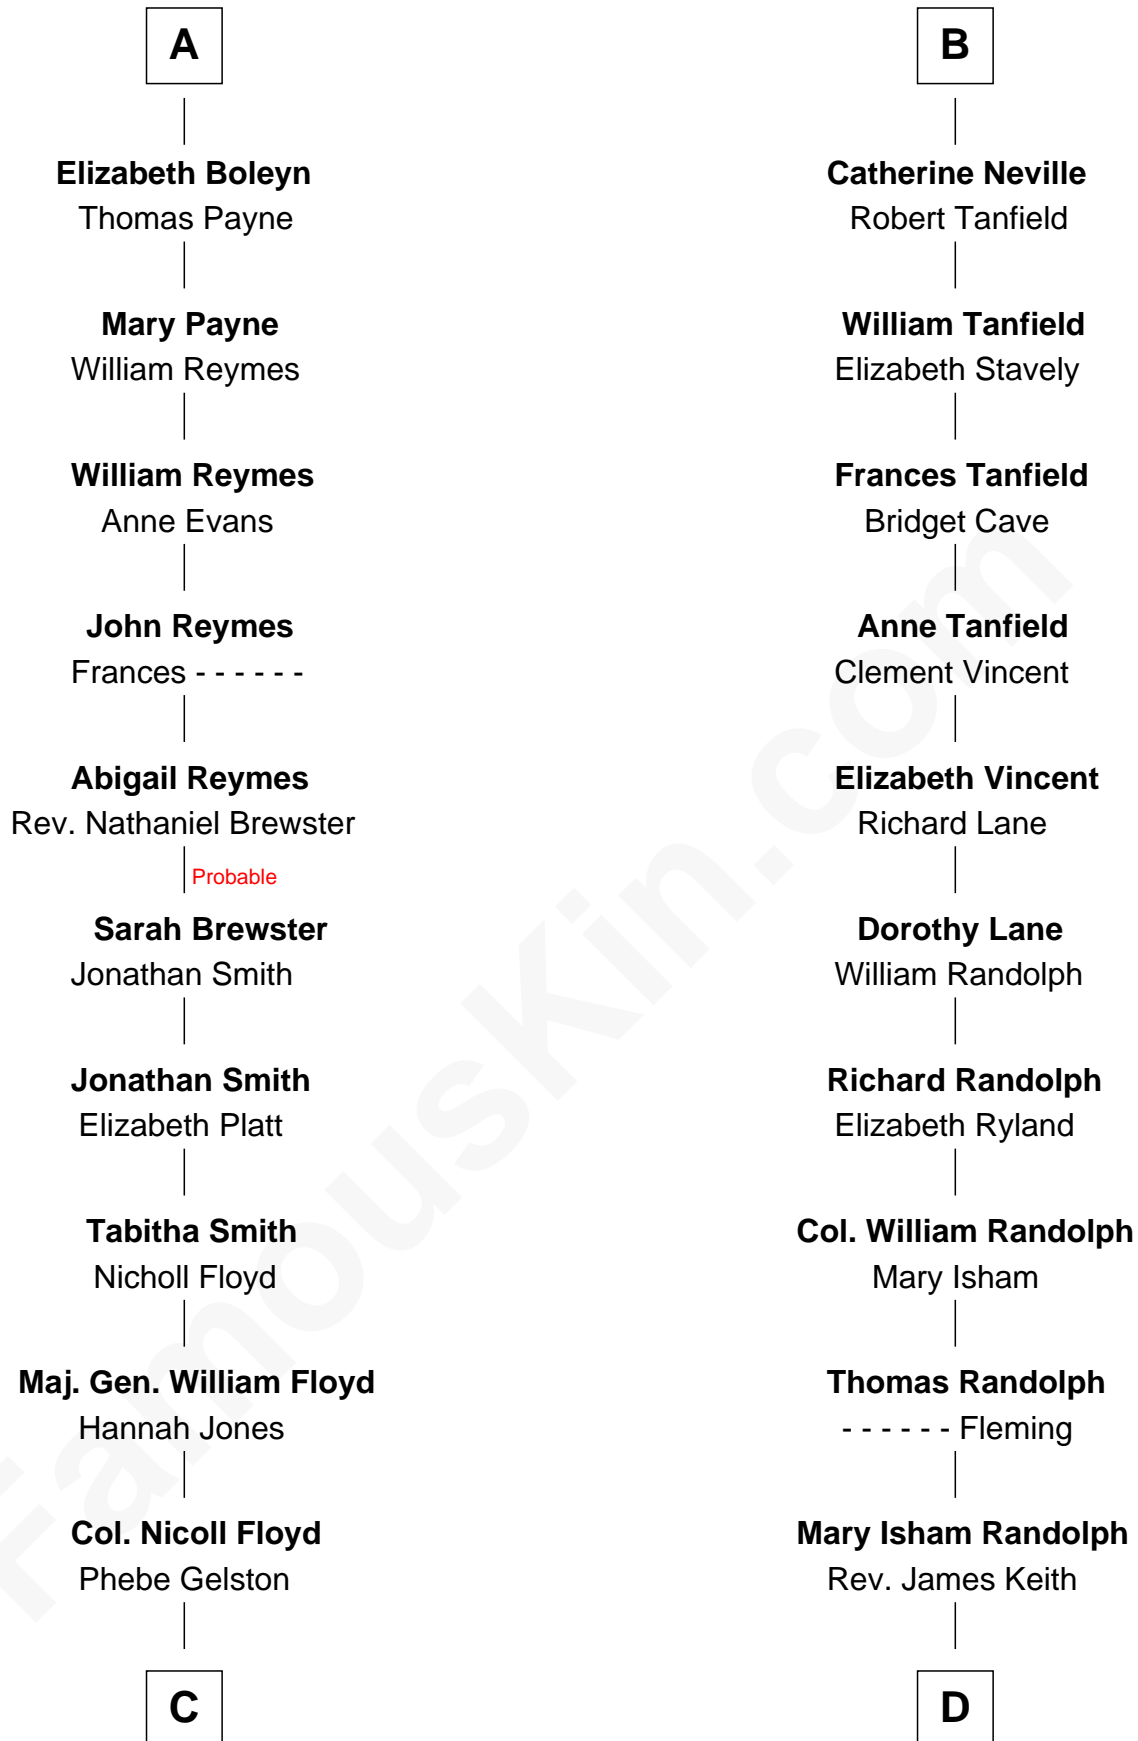 A
Elizabeth Boleyn
Thomas Payne
Mary Payne
William Reymes
William Reymes
Anne Evans
John Reymes
Frances - - - - - -
Abigail Reymes
Rev. Nathaniel Brewster
Probable
Sarah Brewster
Jonathan Smith
Jonathan Smith
Elizabeth Platt
Tabitha Smith
Nicholl Floyd
Maj. Gen. William Floyd
Hannah Jones
Col. Nicoll Floyd
Phebe Gelston
C
B
Catherine Neville
Robert Tanfield
William Tanfield
Elizabeth Stavely
Frances Tanfield
Bridget Cave
Anne Tanfield
Clement Vincent
Elizabeth Vincent
Richard Lane
Dorothy Lane
William Randolph
Richard Randolph
Elizabeth Ryland
Col. William Randolph
Mary Isham
Thomas Randolph
- - - - - - Fleming
Mary Isham Randolph
Rev. James Keith
D
FamousKin.com